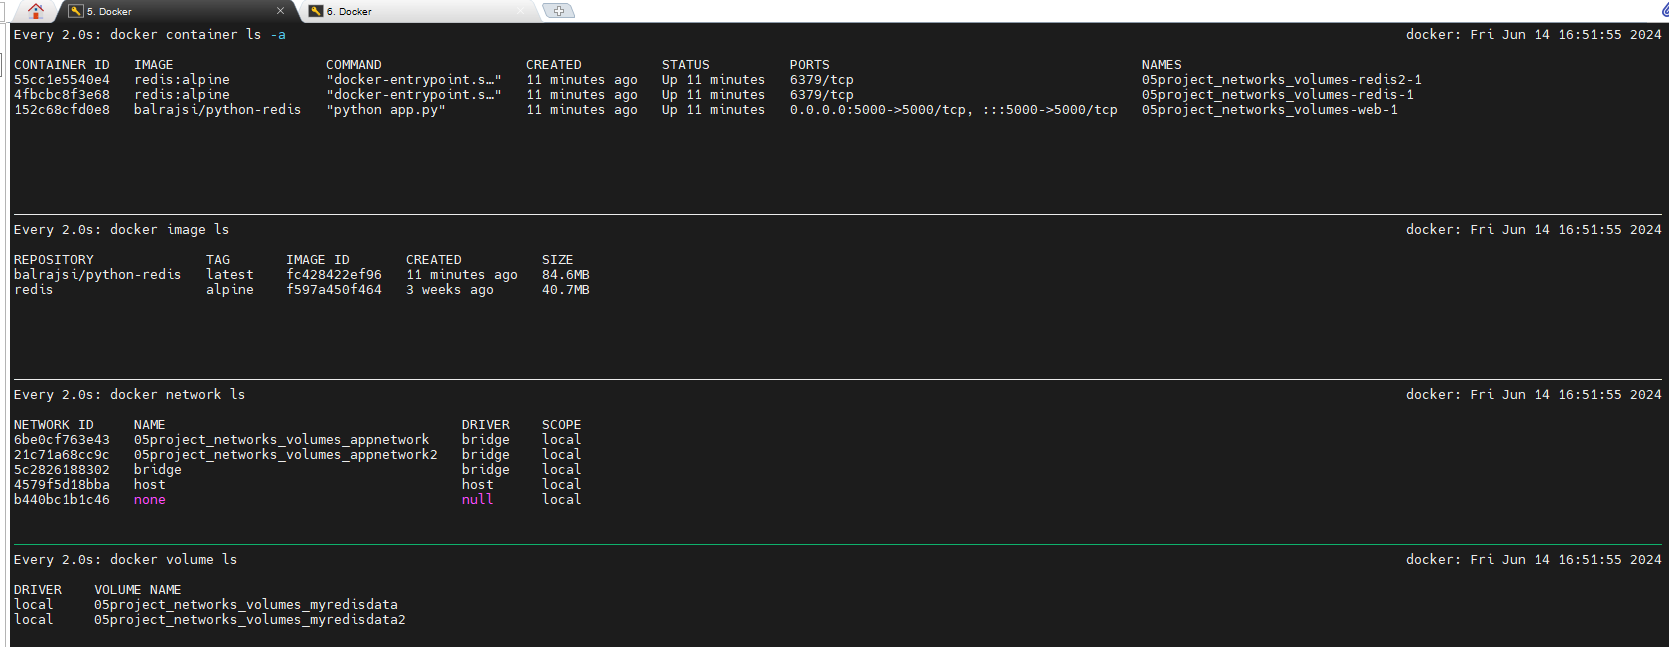 5. Docker
6. Docker
Every 2.0s: docker container ls -a docker: Fri Jun 14 16:51:55 2024
CONTAINER ID IMAGE COMMAND CREATED STATUS PORTS NAMES
55cc1e5540e4 redis:alpine "docker-entrypoint.s…" 11 minutes ago Up 11 minutes 6379/tcp 05project_networks_volumes-redis2-1
4fbcbc8f3e68 redis:alpine "docker-entrypoint.s…" 11 minutes ago Up 11 minutes 6379/tcp 05project_networks_volumes-redis-1
152c68cfd0e8 balrajsi/python-redis "python app.py" 11 minutes ago Up 11 minutes 0.0.0.0:5000->5000/tcp, :::5000->5000/tcp 05project_networks_volumes-web-1
Every 2.0s: docker image ls docker: Fri Jun 14 16:51:55 2024
REPOSITORY TAG IMAGE ID CREATED SIZE
balrajsi/python-redis latest fc428422ef96 11 minutes ago 84.6MB
redis alpine f597a450f464 3 weeks ago 40.7MB
Every 2.0s: docker network ls docker: Fri Jun 14 16:51:55 2024
NETWORK ID NAME DRIVER SCOPE
6be0cf763e43 05project_networks_volumes_appnetwork bridge local
21c71a68cc9c 05project_networks_volumes_appnetwork2 bridge local
5c2826188302 bridge bridge local
4579f5d18bba host host local
b440bc1b1c46 none null local
Every 2.0s: docker volume ls docker: Fri Jun 14 16:51:55 2024
DRIVER VOLUME NAME
local 05project_networks_volumes_myredisdata
local 05project_networks_volumes_myredisdata2